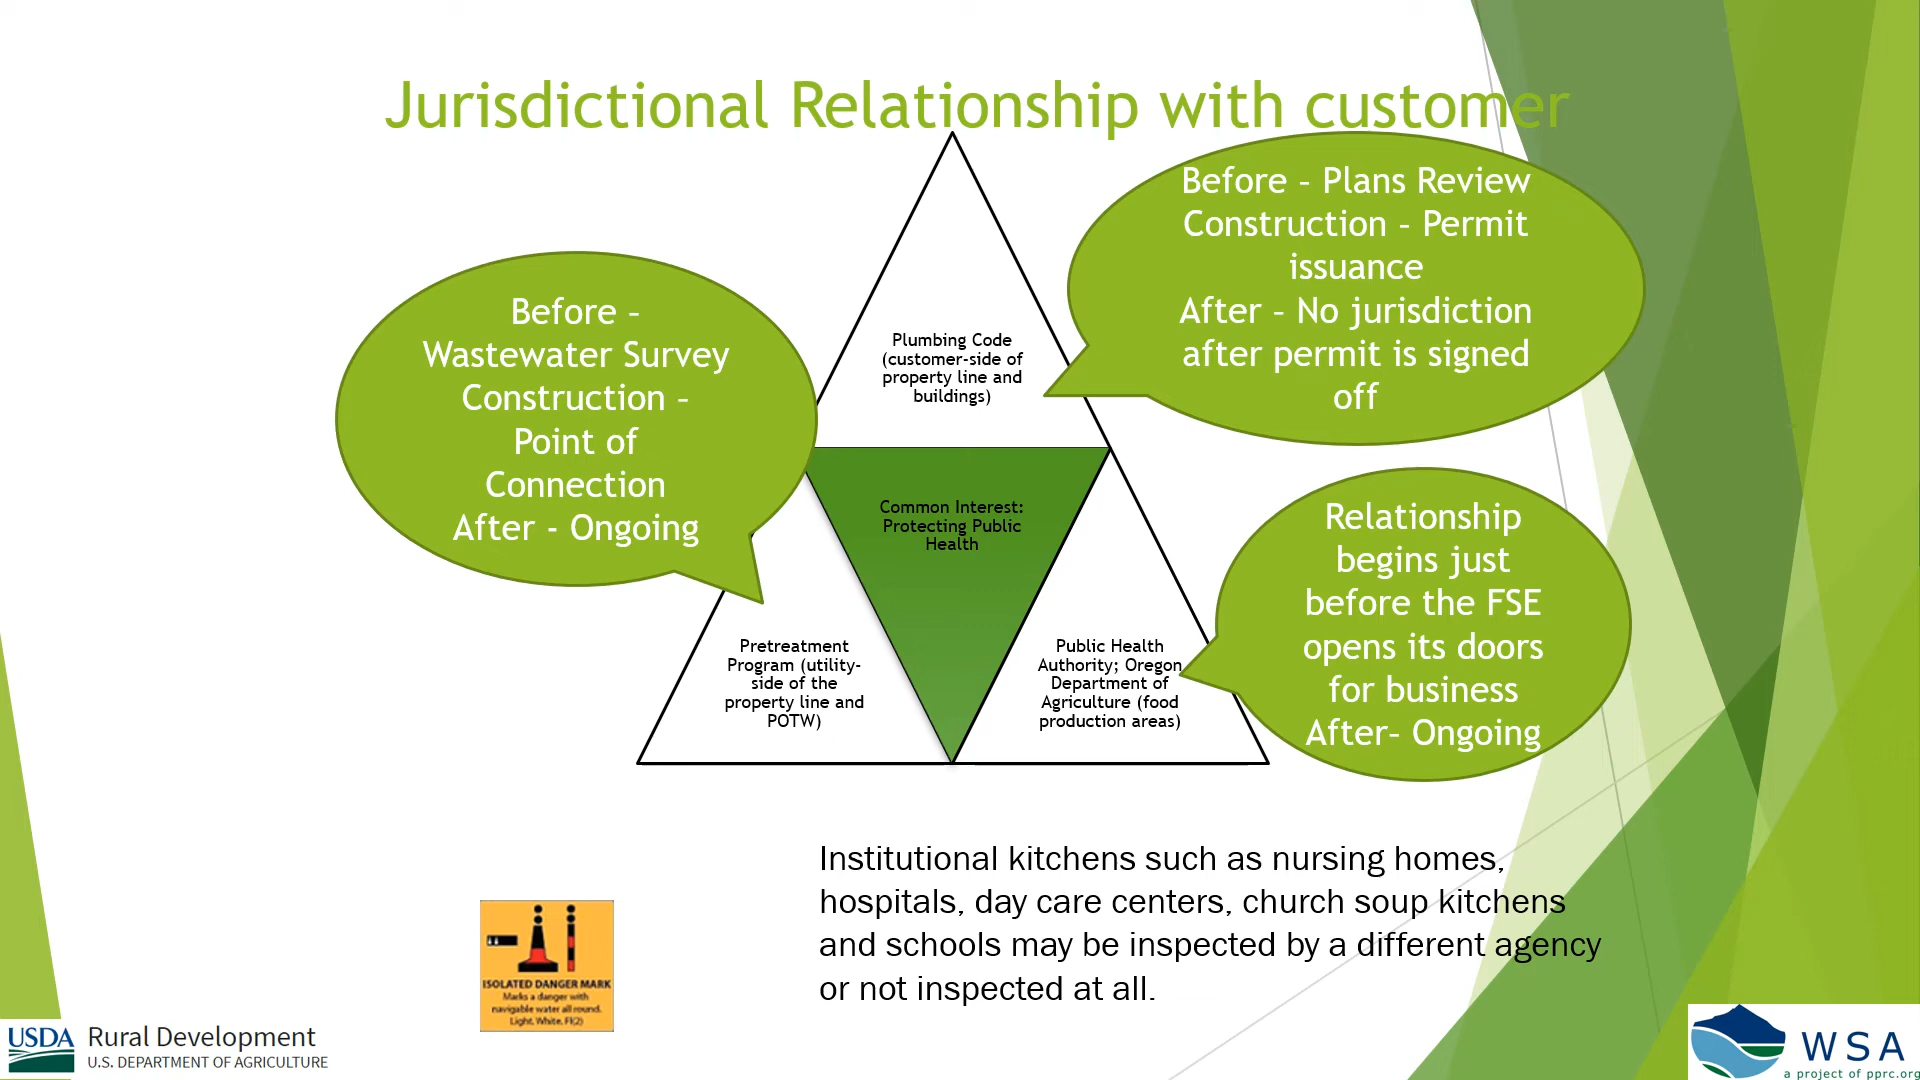 Jurisdictional Relationship with customer
Before – Plans Review
Construction – Permit
issuance
After – No jurisdiction
after permit is signed
off
Before –
Wastewater Survey
Construction –
Point of
Connection
After - Ongoing
Plumbing Code
(customer-side of
property line and
buildings)
Common Interest:
Protecting Public
Health
Relationship
begins just
before the FSE
opens its doors
for business
After– Ongoing
Pretreatment
Program (utility-
side of the
property line and
POTW)
Public Health
Authority; Oregon
Department of
Agriculture (food
production areas)
Institutional kitchens such as nursing homes,
hospitals, day care centers, church soup kitchens
and schools may be inspected by a different agency
or not inspected at all.
ISOLATED DANGER MARK
Marks a danger with
navigable water all round.
Light, White, Fl(2)
USDA Rural Development
U.S. DEPARTMENT OF AGRICULTURE
WSA
a project of pprc.org